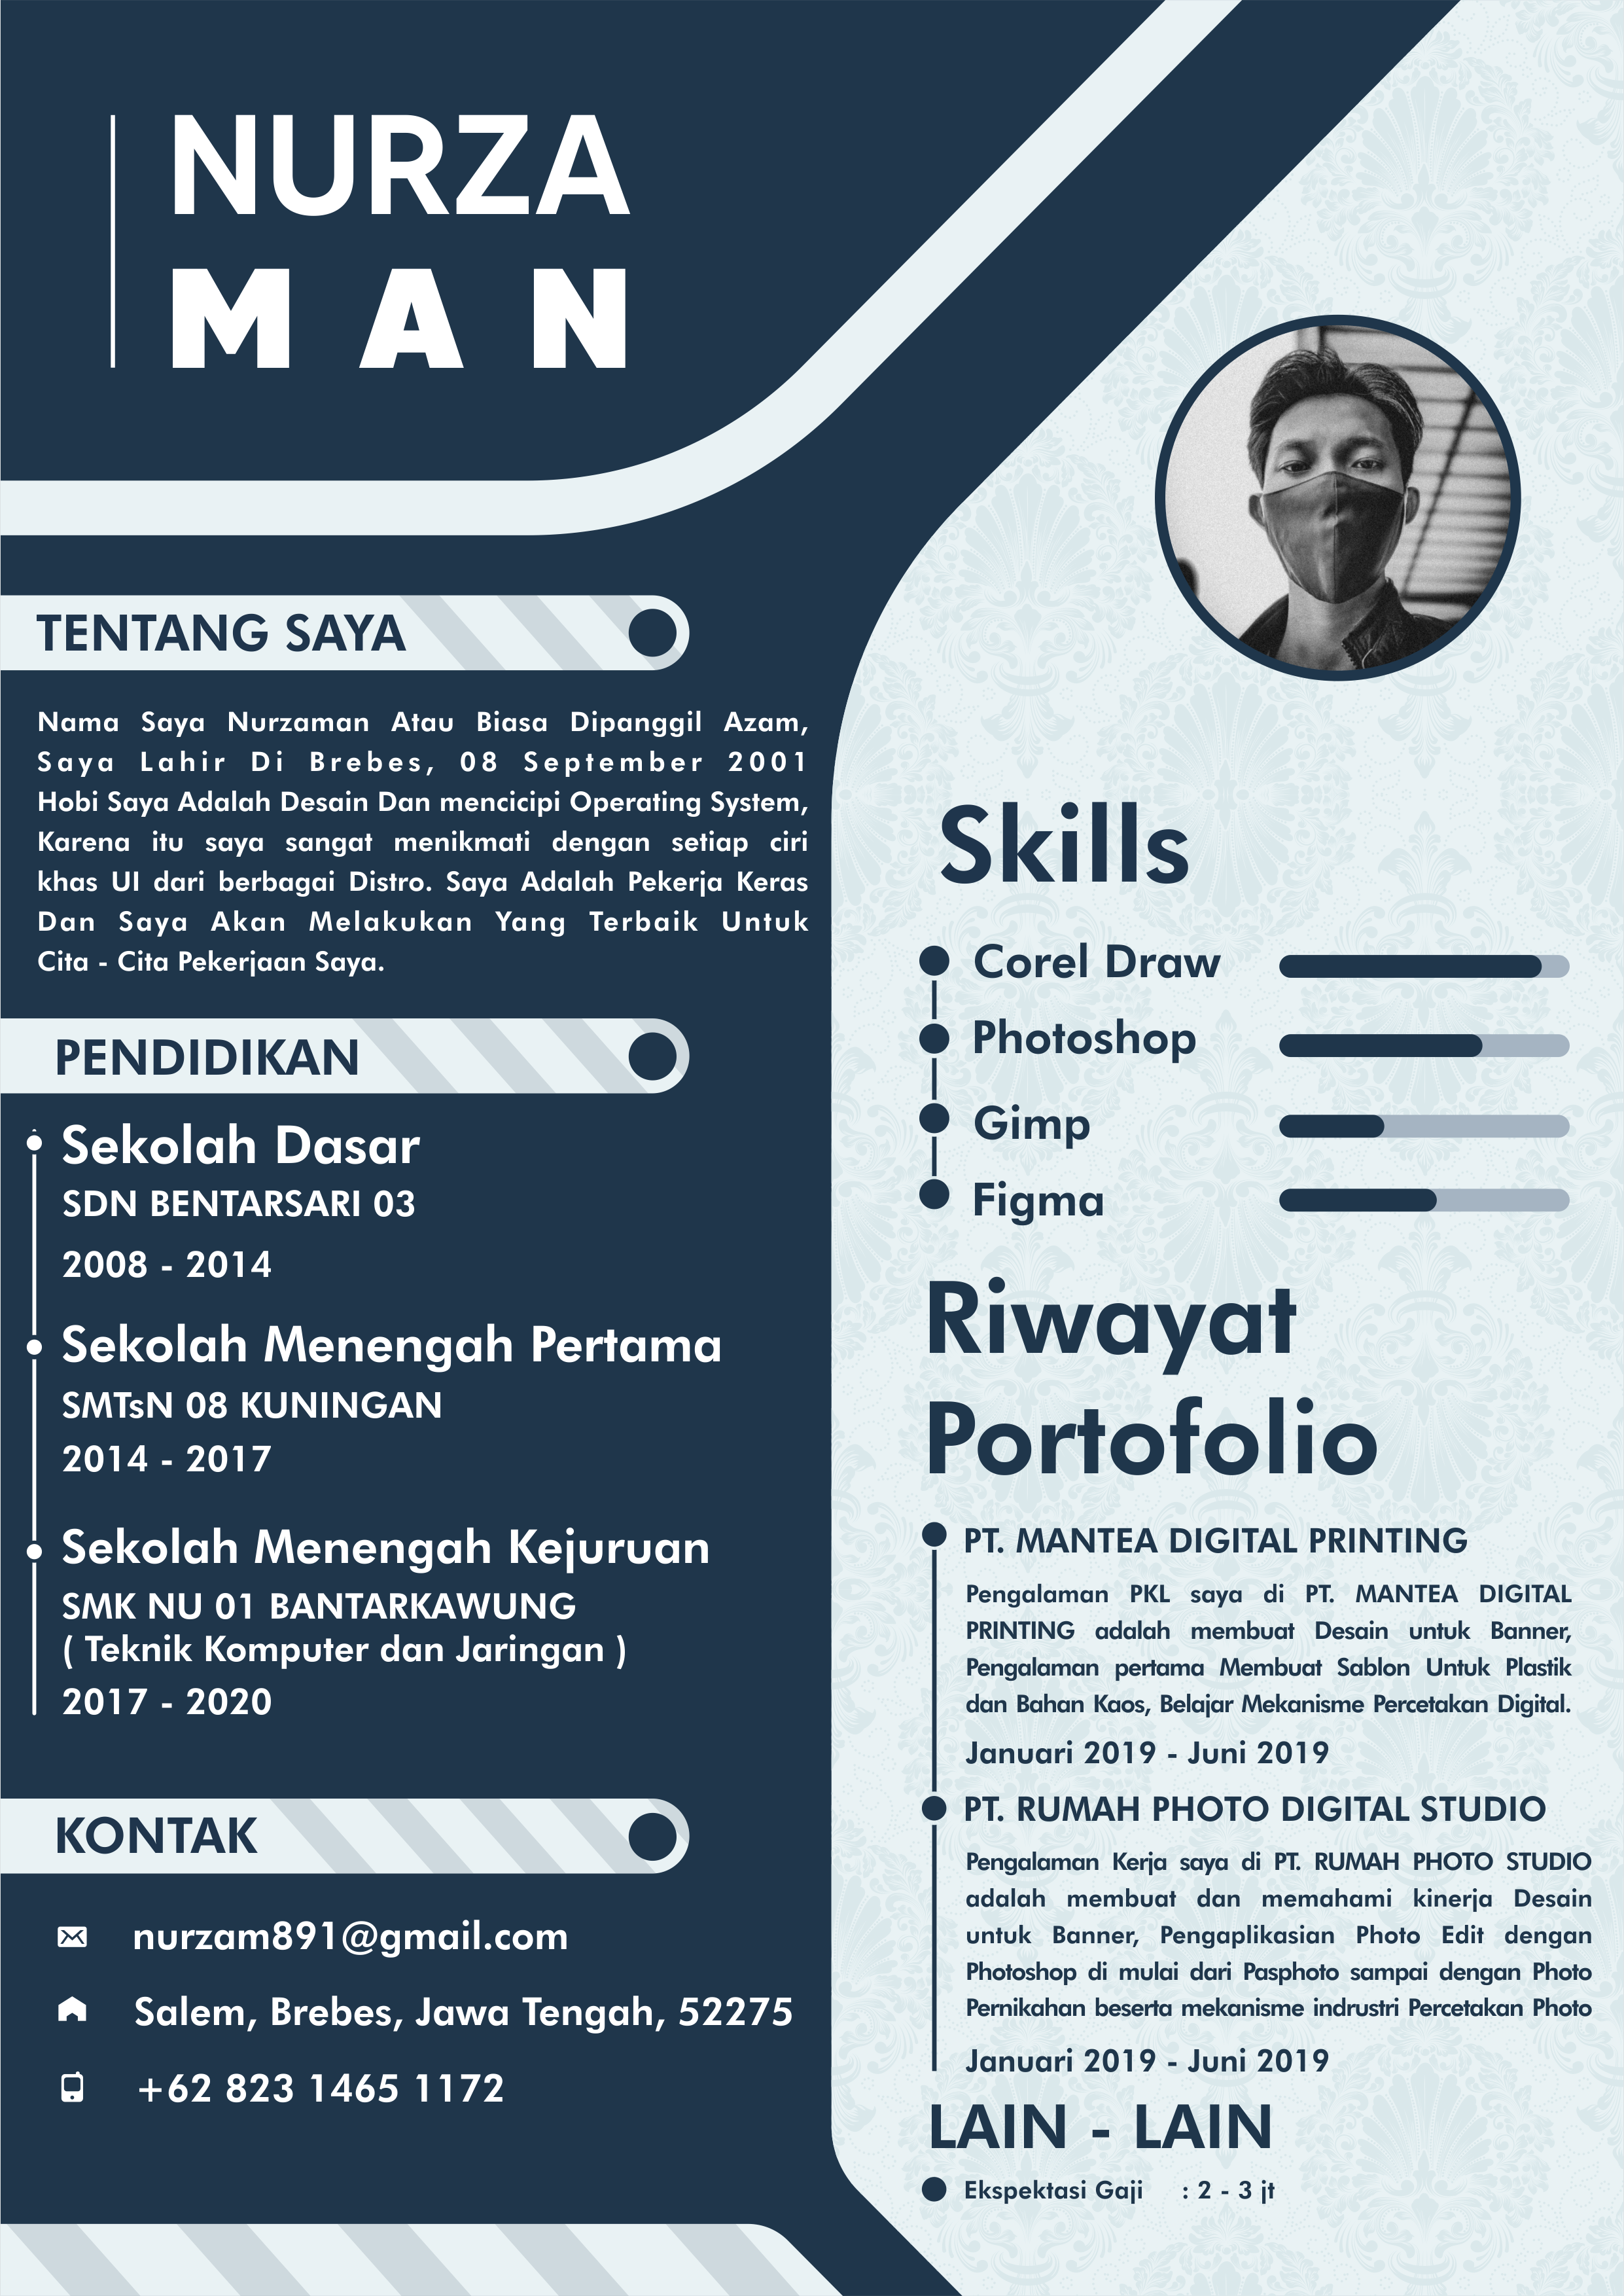 NURZA
MAN
TENTANG SAYA
Nama Saya Nurzaman Atau Biasa Dipanggil Azam,
Saya Lahir Di Brebes, 08 September 2001
Hobi Saya Adalah Desain Dan mencicipi Operating System,
Karena itu saya sangat menikmati dengan setiap ciri
khas UI dari berbagai Distro. Saya Adalah Pekerja Keras
Dan Saya Akan Melakukan Yang Terbaik Untuk
Cita - Cita Pekerjaan Saya.
PENDIDIKAN
Sekolah Dasar
SDN BENTARSARI 03
2008 - 2014
Sekolah Menengah Pertama
SMTsN 08 KUNINGAN
2014 - 2017
Sekolah Menengah Kejuruan
SMK NU 01 BANTARKAWUNG
( Teknik Komputer dan Jaringan )
2017 - 2020
KONTAK
nurzam891@gmail.com
Salem, Brebes, Jawa Tengah, 52275
+62 823 1465 1172
Skills
Corel Draw
Photoshop
Gimp
Figma
Riwayat
Portofolio
PT. MANTEA DIGITAL PRINTING
Pengalaman PKL saya di PT. MANTEA DIGITAL
PRINTING adalah membuat Desain untuk Banner,
Pengalaman pertama Membuat Sablon Untuk Plastik
dan Bahan Kaos, Belajar Mekanisme Percetakan Digital.
Januari 2019 - Juni 2019
PT. RUMAH PHOTO DIGITAL STUDIO
Pengalaman Kerja saya di PT. RUMAH PHOTO STUDIO
adalah membuat dan memahami kinerja Desain
untuk Banner, Pengaplikasian Photo Edit dengan
Photoshop di mulai dari Pasphoto sampai dengan Photo
Pernikahan beserta mekanisme indrustri Percetakan Photo
Januari 2019 - Juni 2019
LAIN - LAIN
Ekspektasi Gaji : 2 - 3 jt